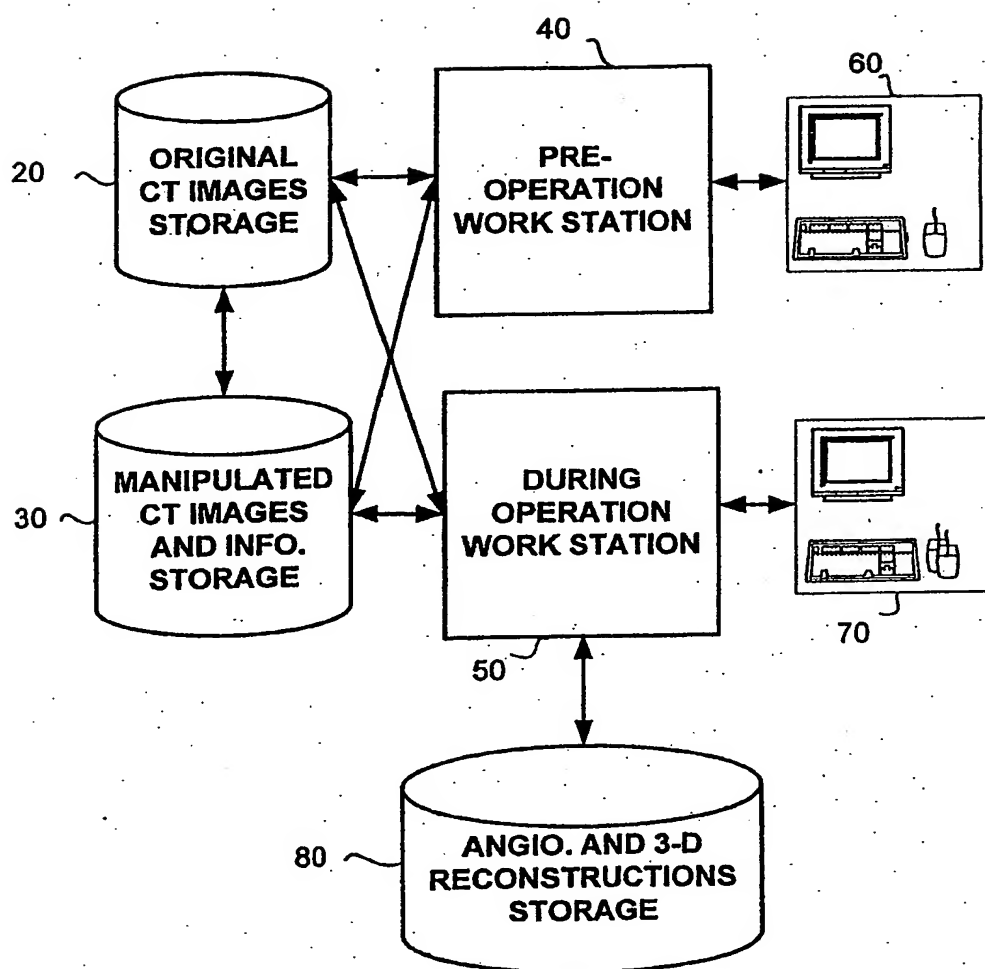 40
60
20
ORIGINAL
CT IMAGES
STORAGE
PRE-
OPERATION
WORK STATION
30
MANIPULATED
CT IMAGES
AND INFO.
STORAGE
DURING
OPERATION
WORK STATION
50
70
80
ANGIO. AND 3-D
RECONSTRUCTIONS
STORAGE